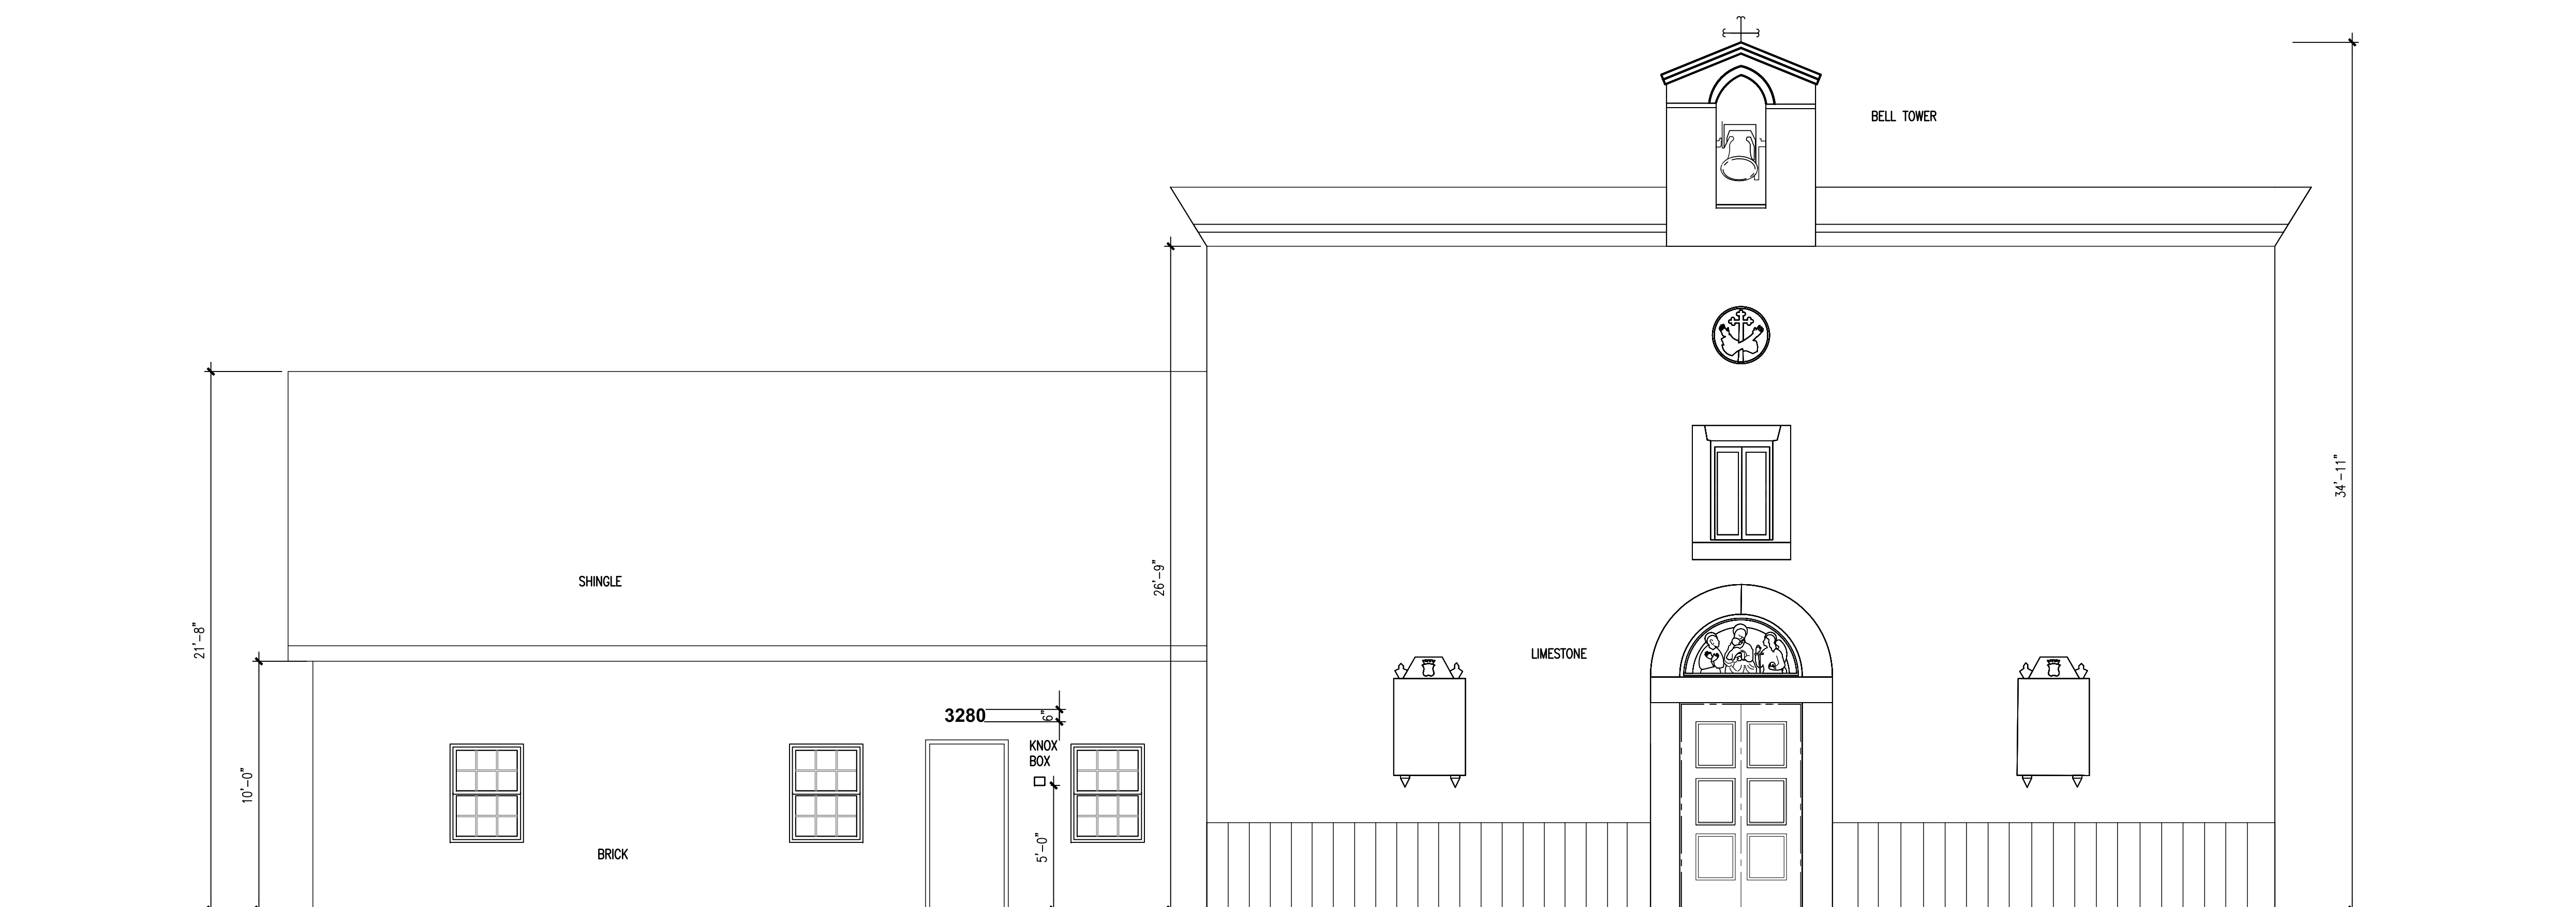 BELL TOWER
34'-11"
26'-9"
SHINGLE
21'-8"
LIMESTONE
3280
6"
KNOX
BOX
10'-0"
5'-0"
BRICK